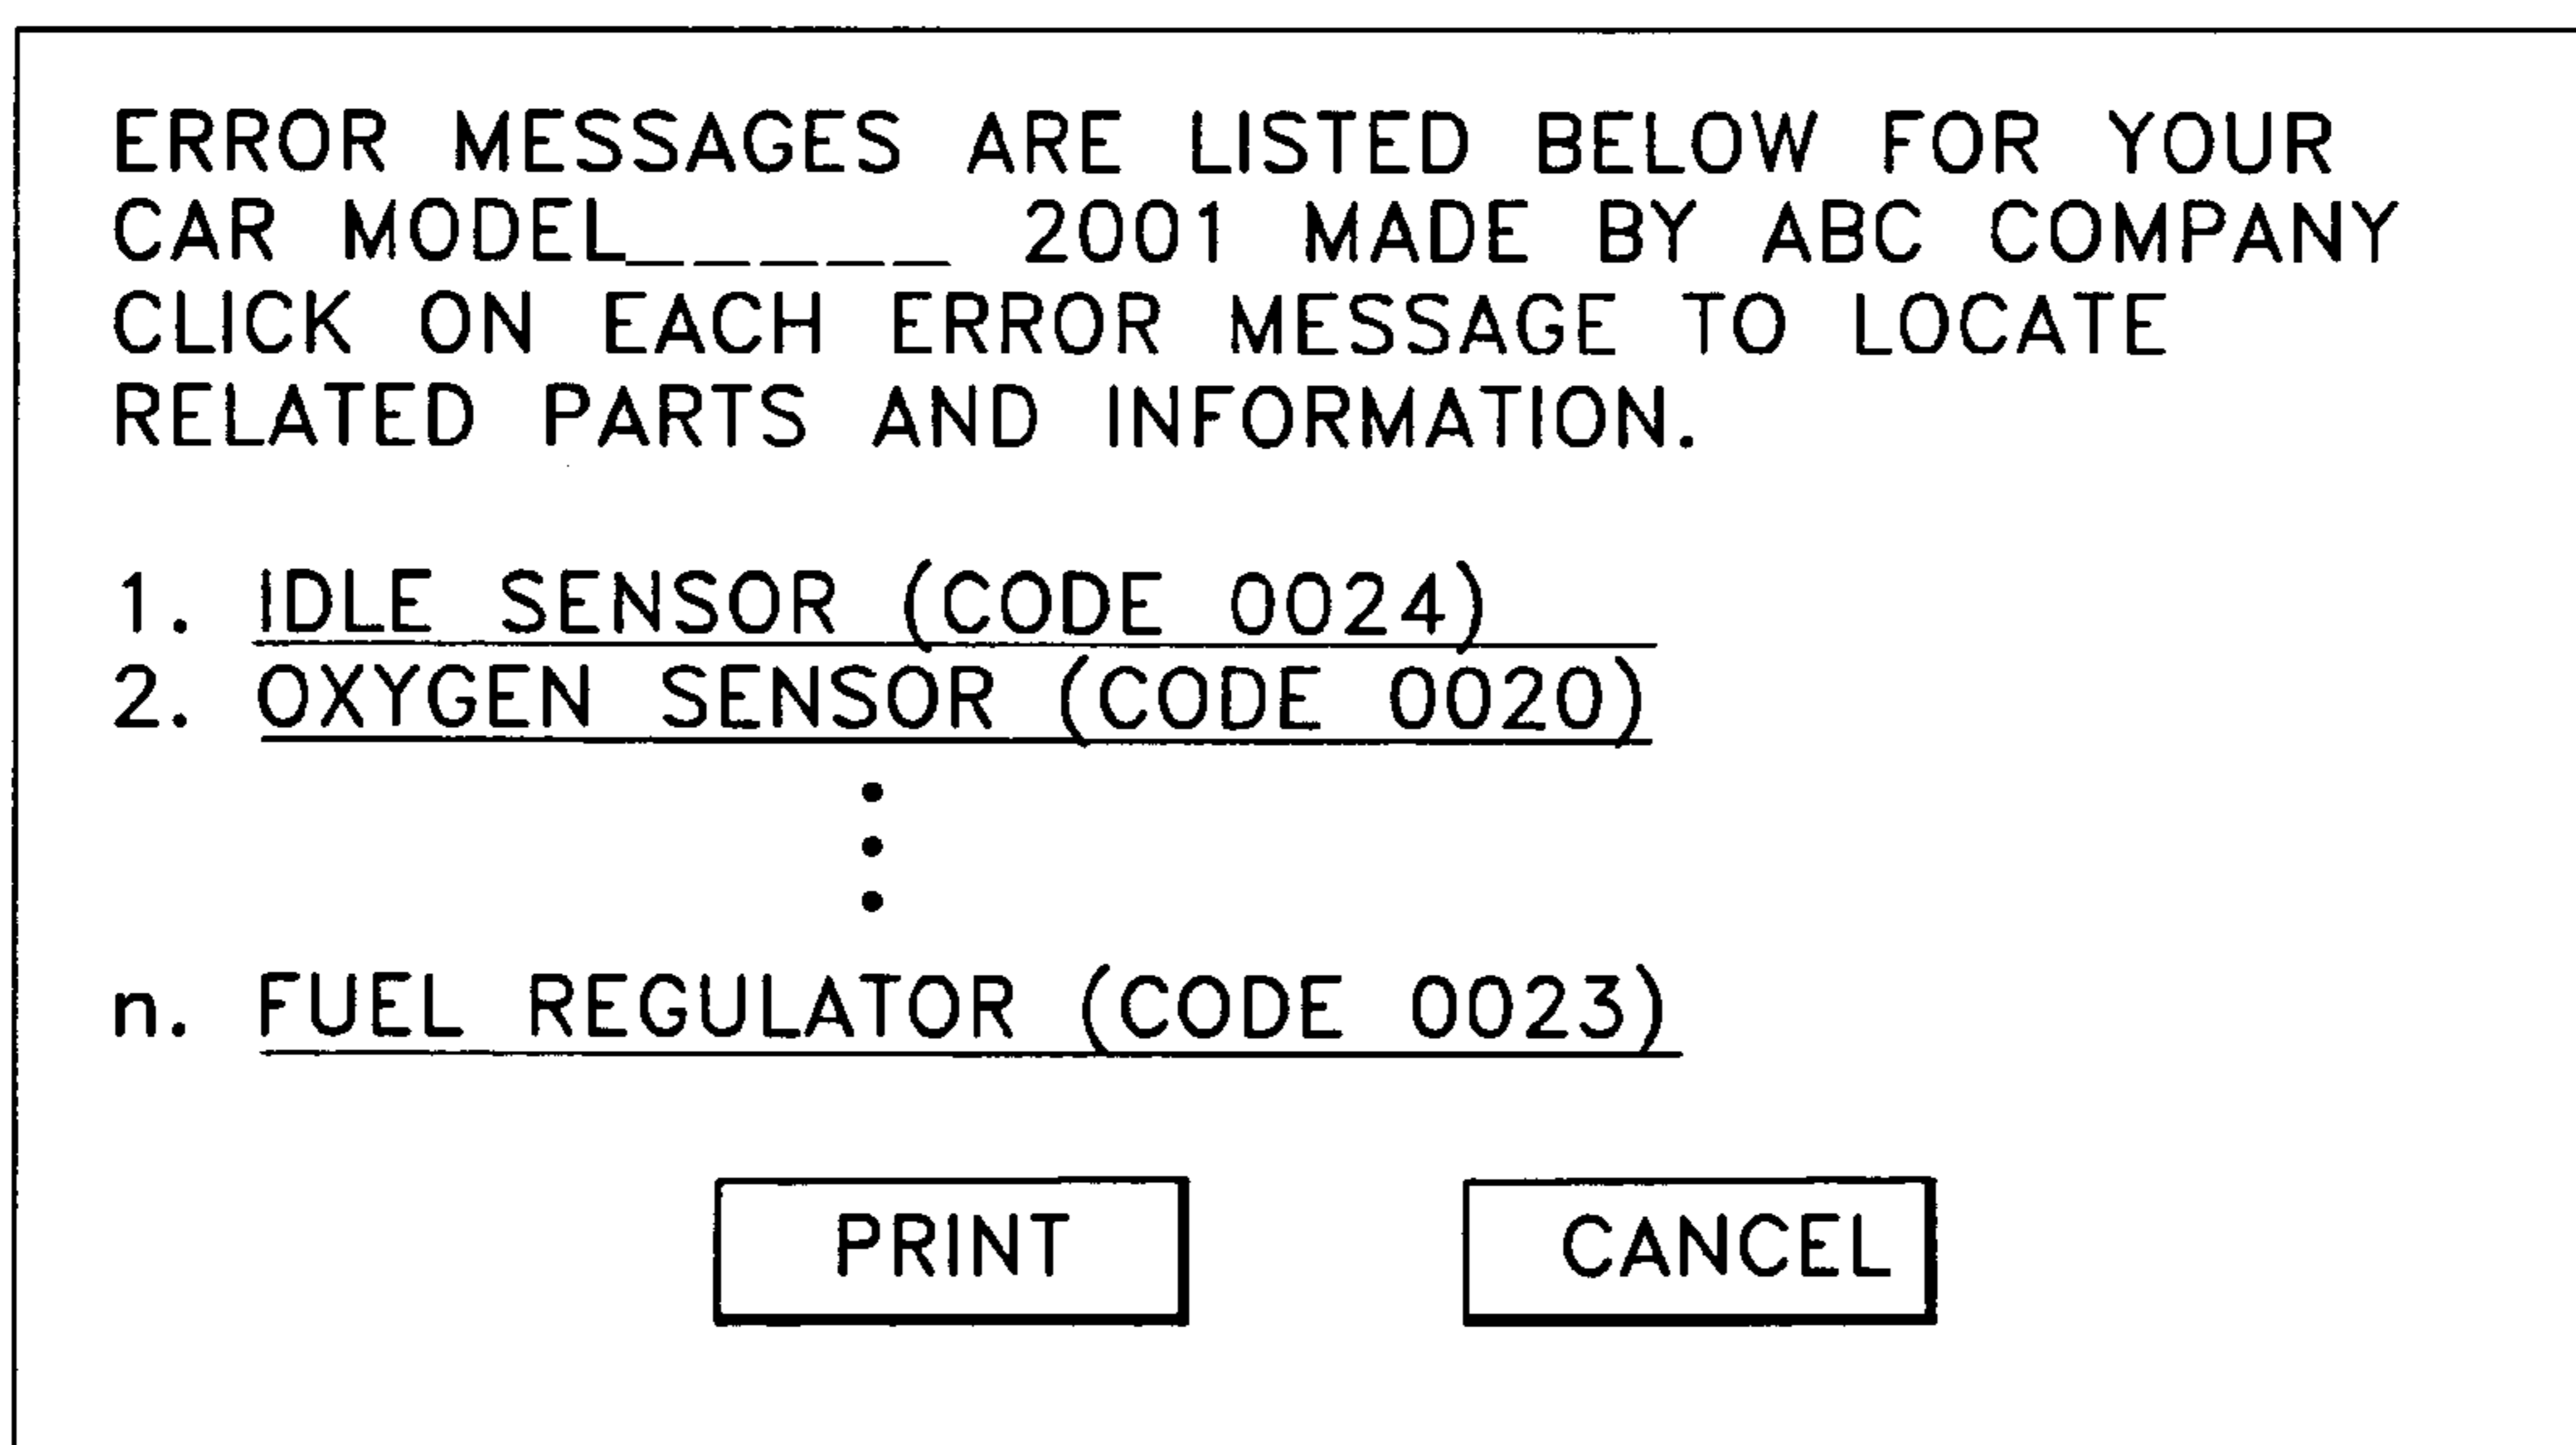 ERROR MESSAGES ARE LISTED BELOW FOR YOUR
CAR MODEL_____ 2001 MADE BY ABC COMPANY
CLICK ON EACH ERROR MESSAGE TO LOCATE
RELATED PARTS AND INFORMATION.
1. IDLE SENSOR (CODE 0024)
2. OXYGEN SENSOR (CODE 0020)
n. FUEL REGULATOR (CODE 0023)
PRINT CANCEL